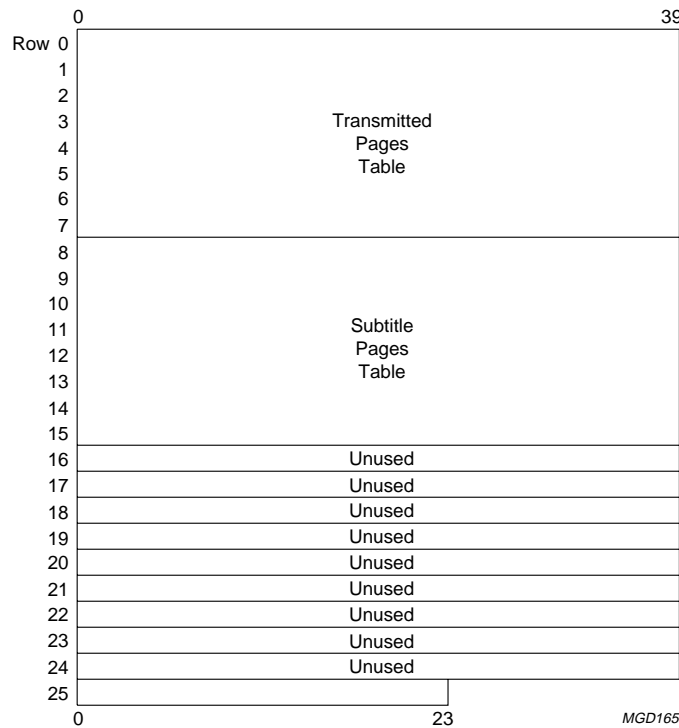 0 39
Row 0
1
2
3 Transmitted
4 Pages
5 Table
6
7
8
9
10
11 Subtitle
12 Pages
13 Table
14
15
16 Unused
17 Unused
18 Unused
19 Unused
20 Unused
21 Unused
22 Unused
23 Unused
24 Unused
25
0 23 MGD165